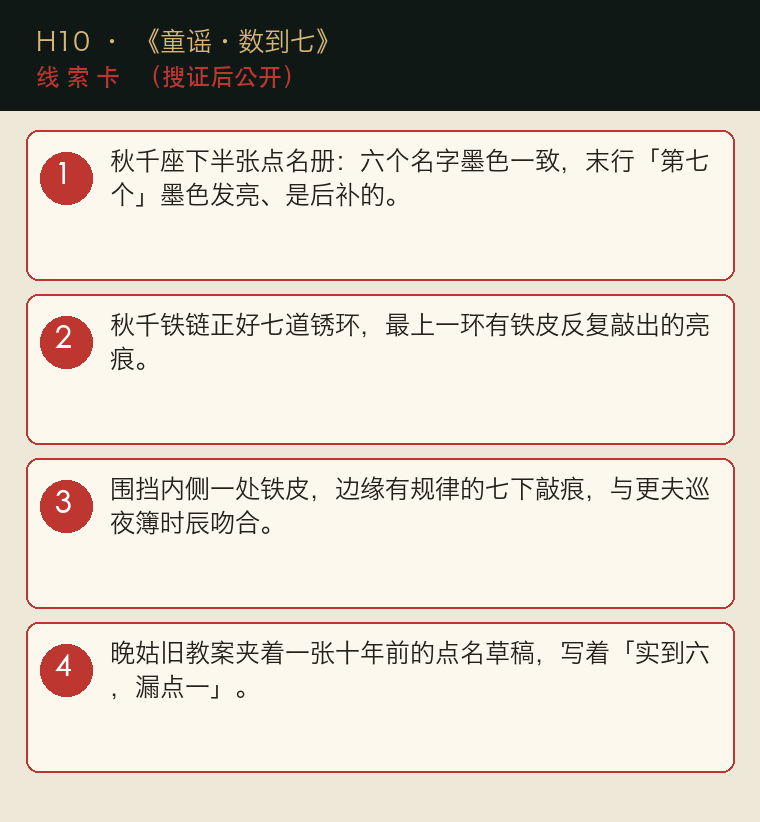 H10 · 《童谣·数到七》
线索卡 （搜证后公开）
1
秋千座下半张点名册：六个名字墨色一致，末行「第七
个」墨色发亮、是后补的。
2
秋千铁链正好七道锈环，最上一环有铁皮反复敲出的亮
痕。
3
围挡内侧一处铁皮，边缘有规律的七下敲痕，与更夫巡
夜簿时辰吻合。
4
晚姑旧教案夹着一张十年前的点名草稿，写着「实到六
，漏点一」。